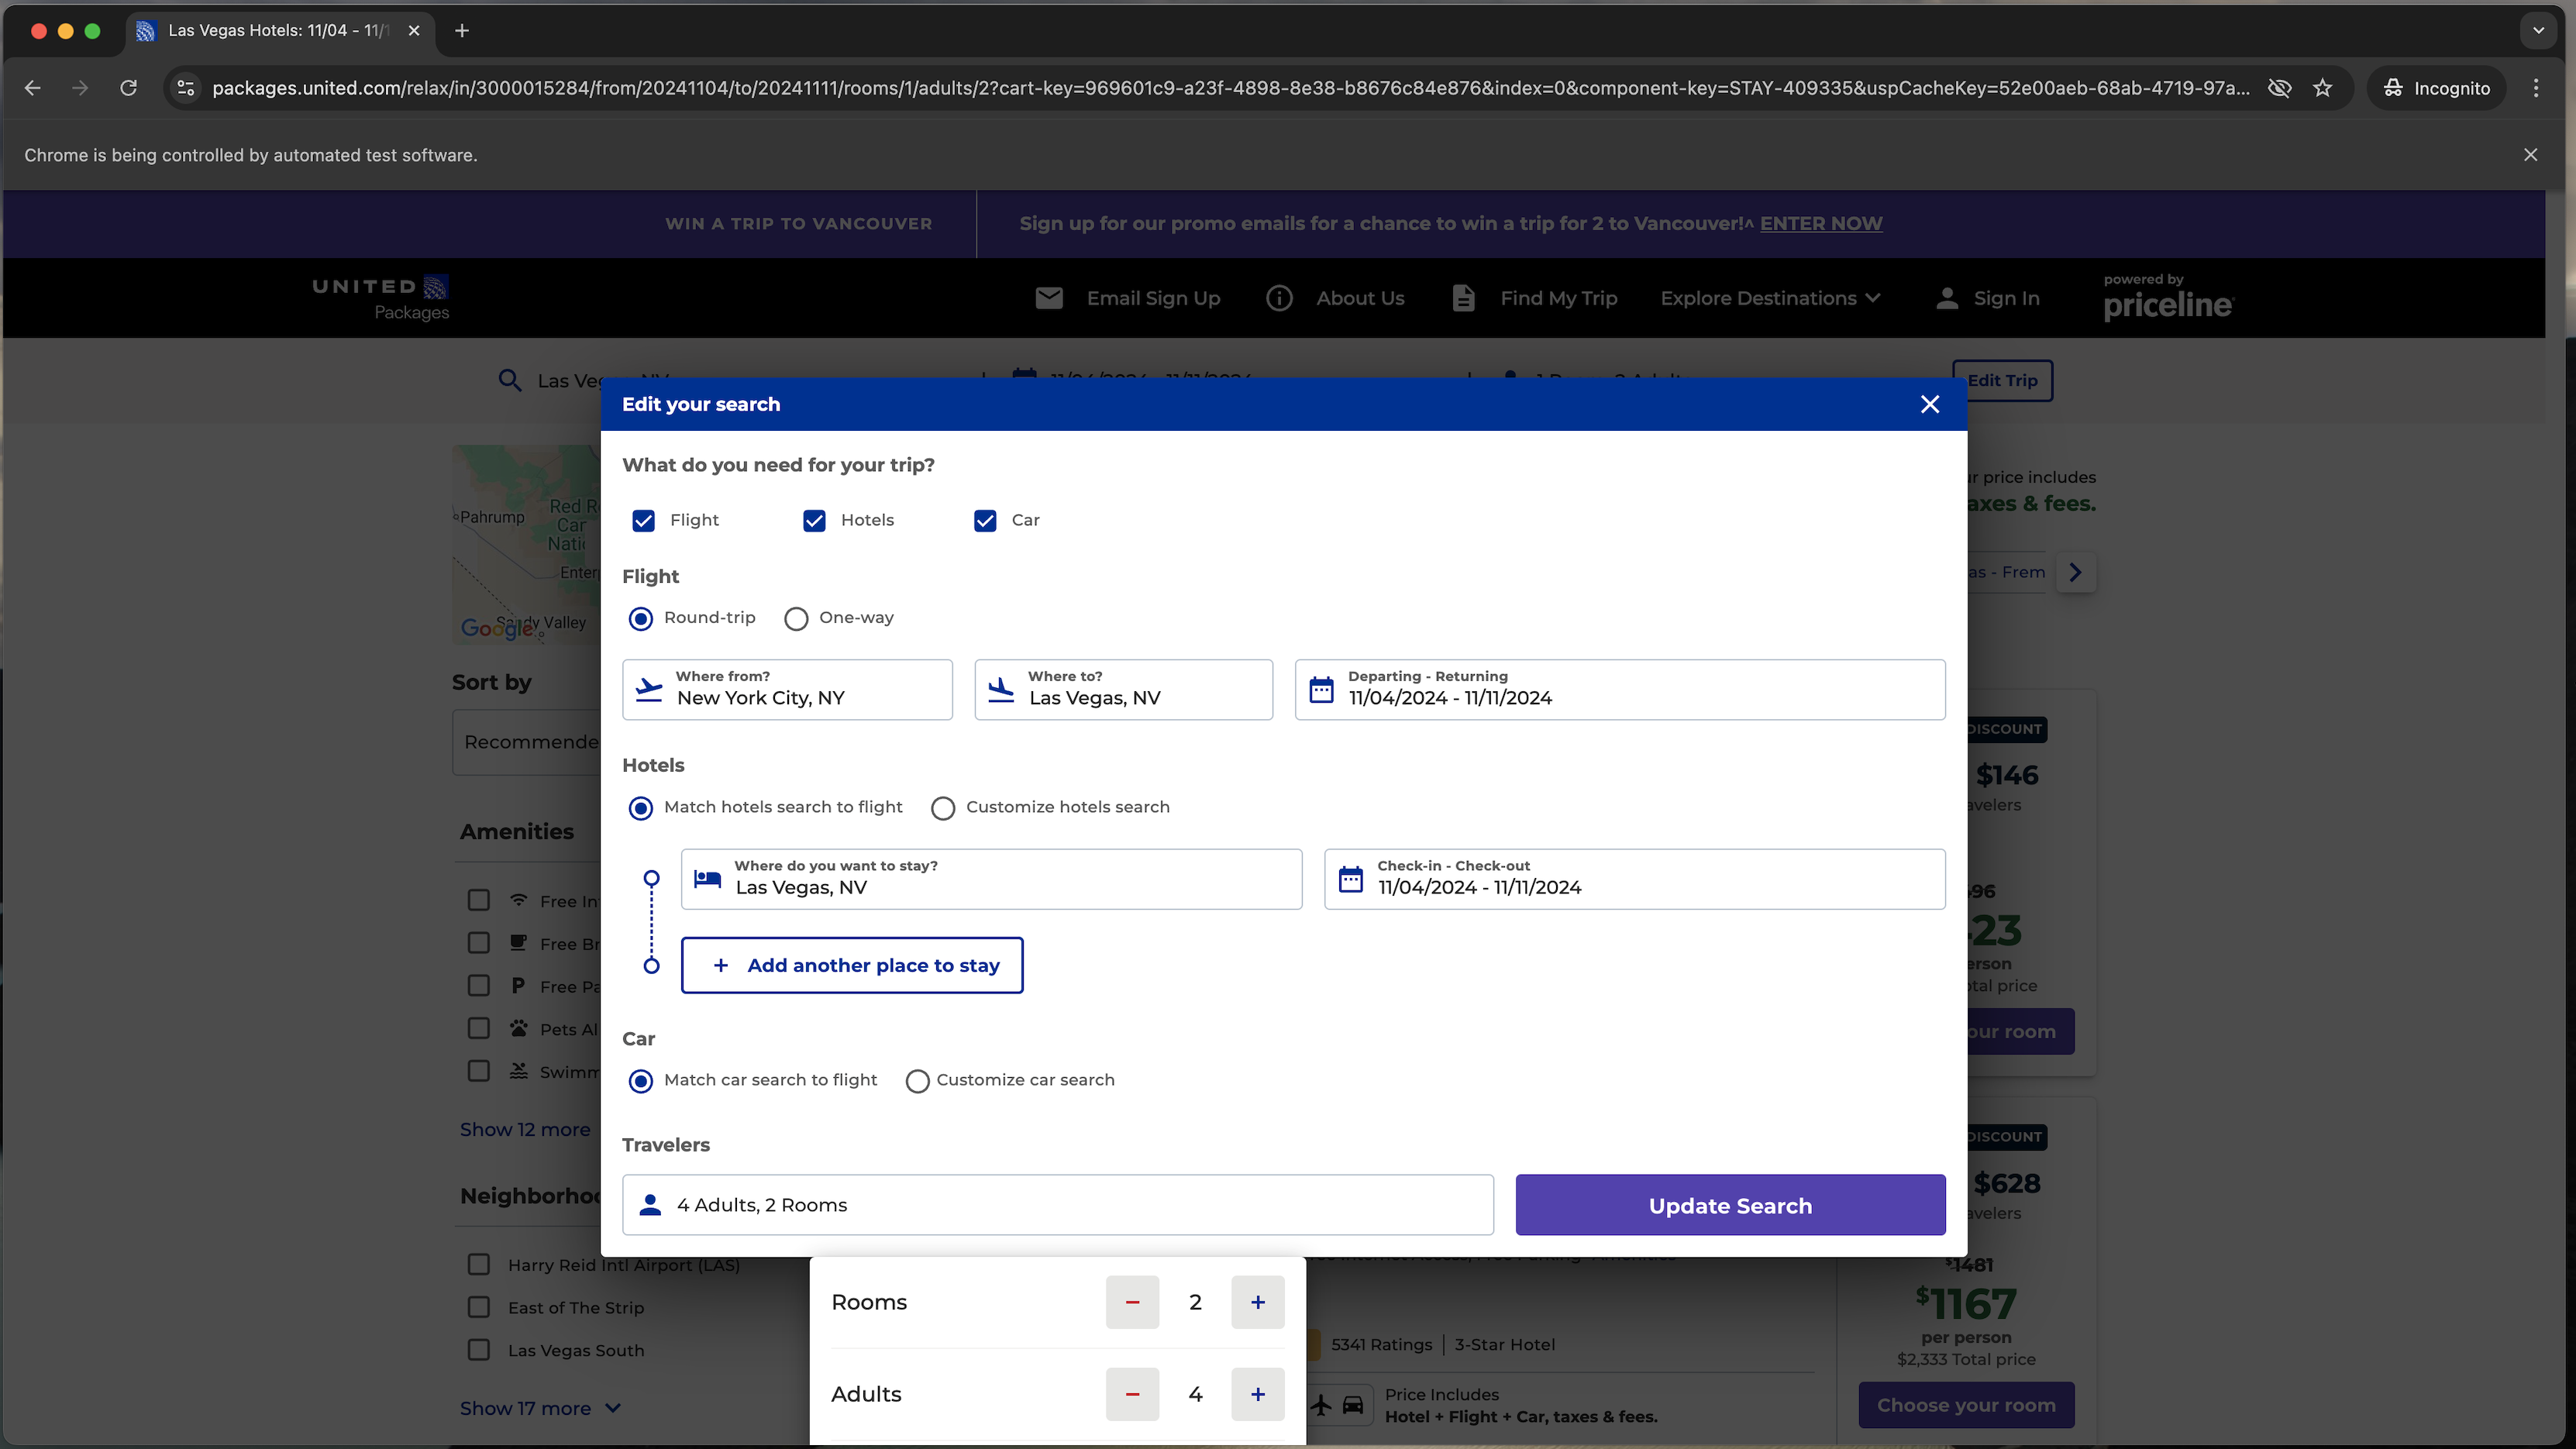 Las Vegas Hotels: 11/04 - 11/1
packages.united.com/relax/in/3000015284/from/20241104/to/20241111/rooms/1/adults/2?cart-key=969601c9-a23f-4898-8e38-b8676c84e876&index=0&component-key=STAY-409335&uspCacheKey=52e00aeb-68ab-4719-97a...
Incognito
Chrome is being controlled by automated test software.
WIN A TRIP TO VANCOUVER
Sign up for our promo emails for a chance to win a trip for 2 to Vancouver!^ ENTER NOW
UNITED
Packages
Email Sign Up
About Us
Find My Trip
Explore Destinations
Sign In
powered by
priceline
Edit Trip
Edit your search
What do you need for your trip?
Flight
Hotels
Car
Flight
Round-trip
One-way
Where from?
New York City, NY
Where to?
Las Vegas, NV
Departing - Returning
11/04/2024 - 11/11/2024
Hotels
Match hotels search to flight
Customize hotels search
Where do you want to stay?
Las Vegas, NV
Check-in - Check-out
11/04/2024 - 11/11/2024
+ Add another place to stay
Car
Match car search to flight
Customize car search
Travelers
4 Adults, 2 Rooms
Update Search
Rooms
− 2 +
Adults
− 4 +
Pahrump
Google
Sort by
Recommende
Amenities
Free In
Free Br
Free Pa
Pets Al
Swimm
Show 12 more
Neighborhoo
Harry Reid Intl Airport (LAS)
East of The Strip
Las Vegas South
Show 17 more
r price includes
axes & fees.
as - Frem
DISCOUNT
$146
avelers
erson
otal price
our room
DISCOUNT
$628
avelers
$1481
$1167
per person
$2,333 Total price
Choose your room
5341 Ratings
3-Star Hotel
Price Includes
Hotel + Flight + Car, taxes & fees.